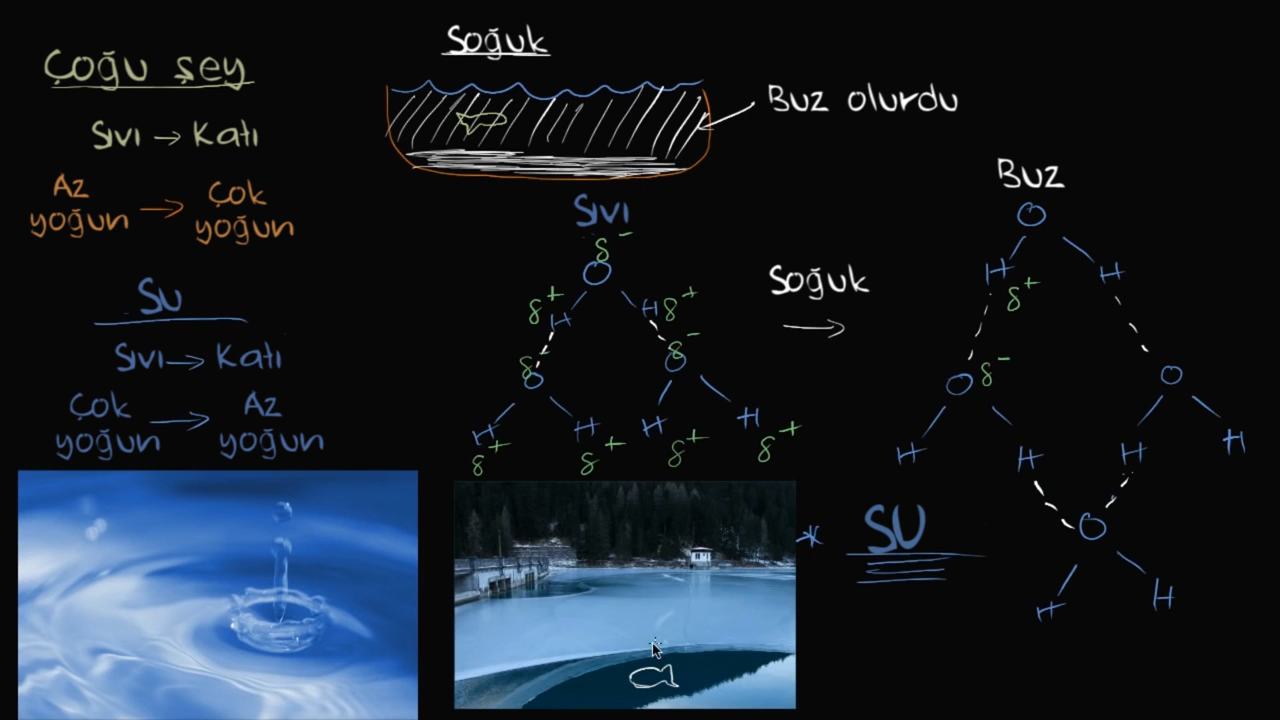 Çoğu şey
Sıvı → Katı
Az yoğun → Çok yoğun
Su
Sıvı → Katı
Çok yoğun → Az yoğun
Soğuk
Buz olurdu
Sıvı
δ-
O
δ+ H H δ+
δ- O δ- O
H H H H
δ+ δ+ δ+ δ+
Soğuk
→
Buz
O
H H
δ+
O δ- O
H H H H
O
H H
* SU